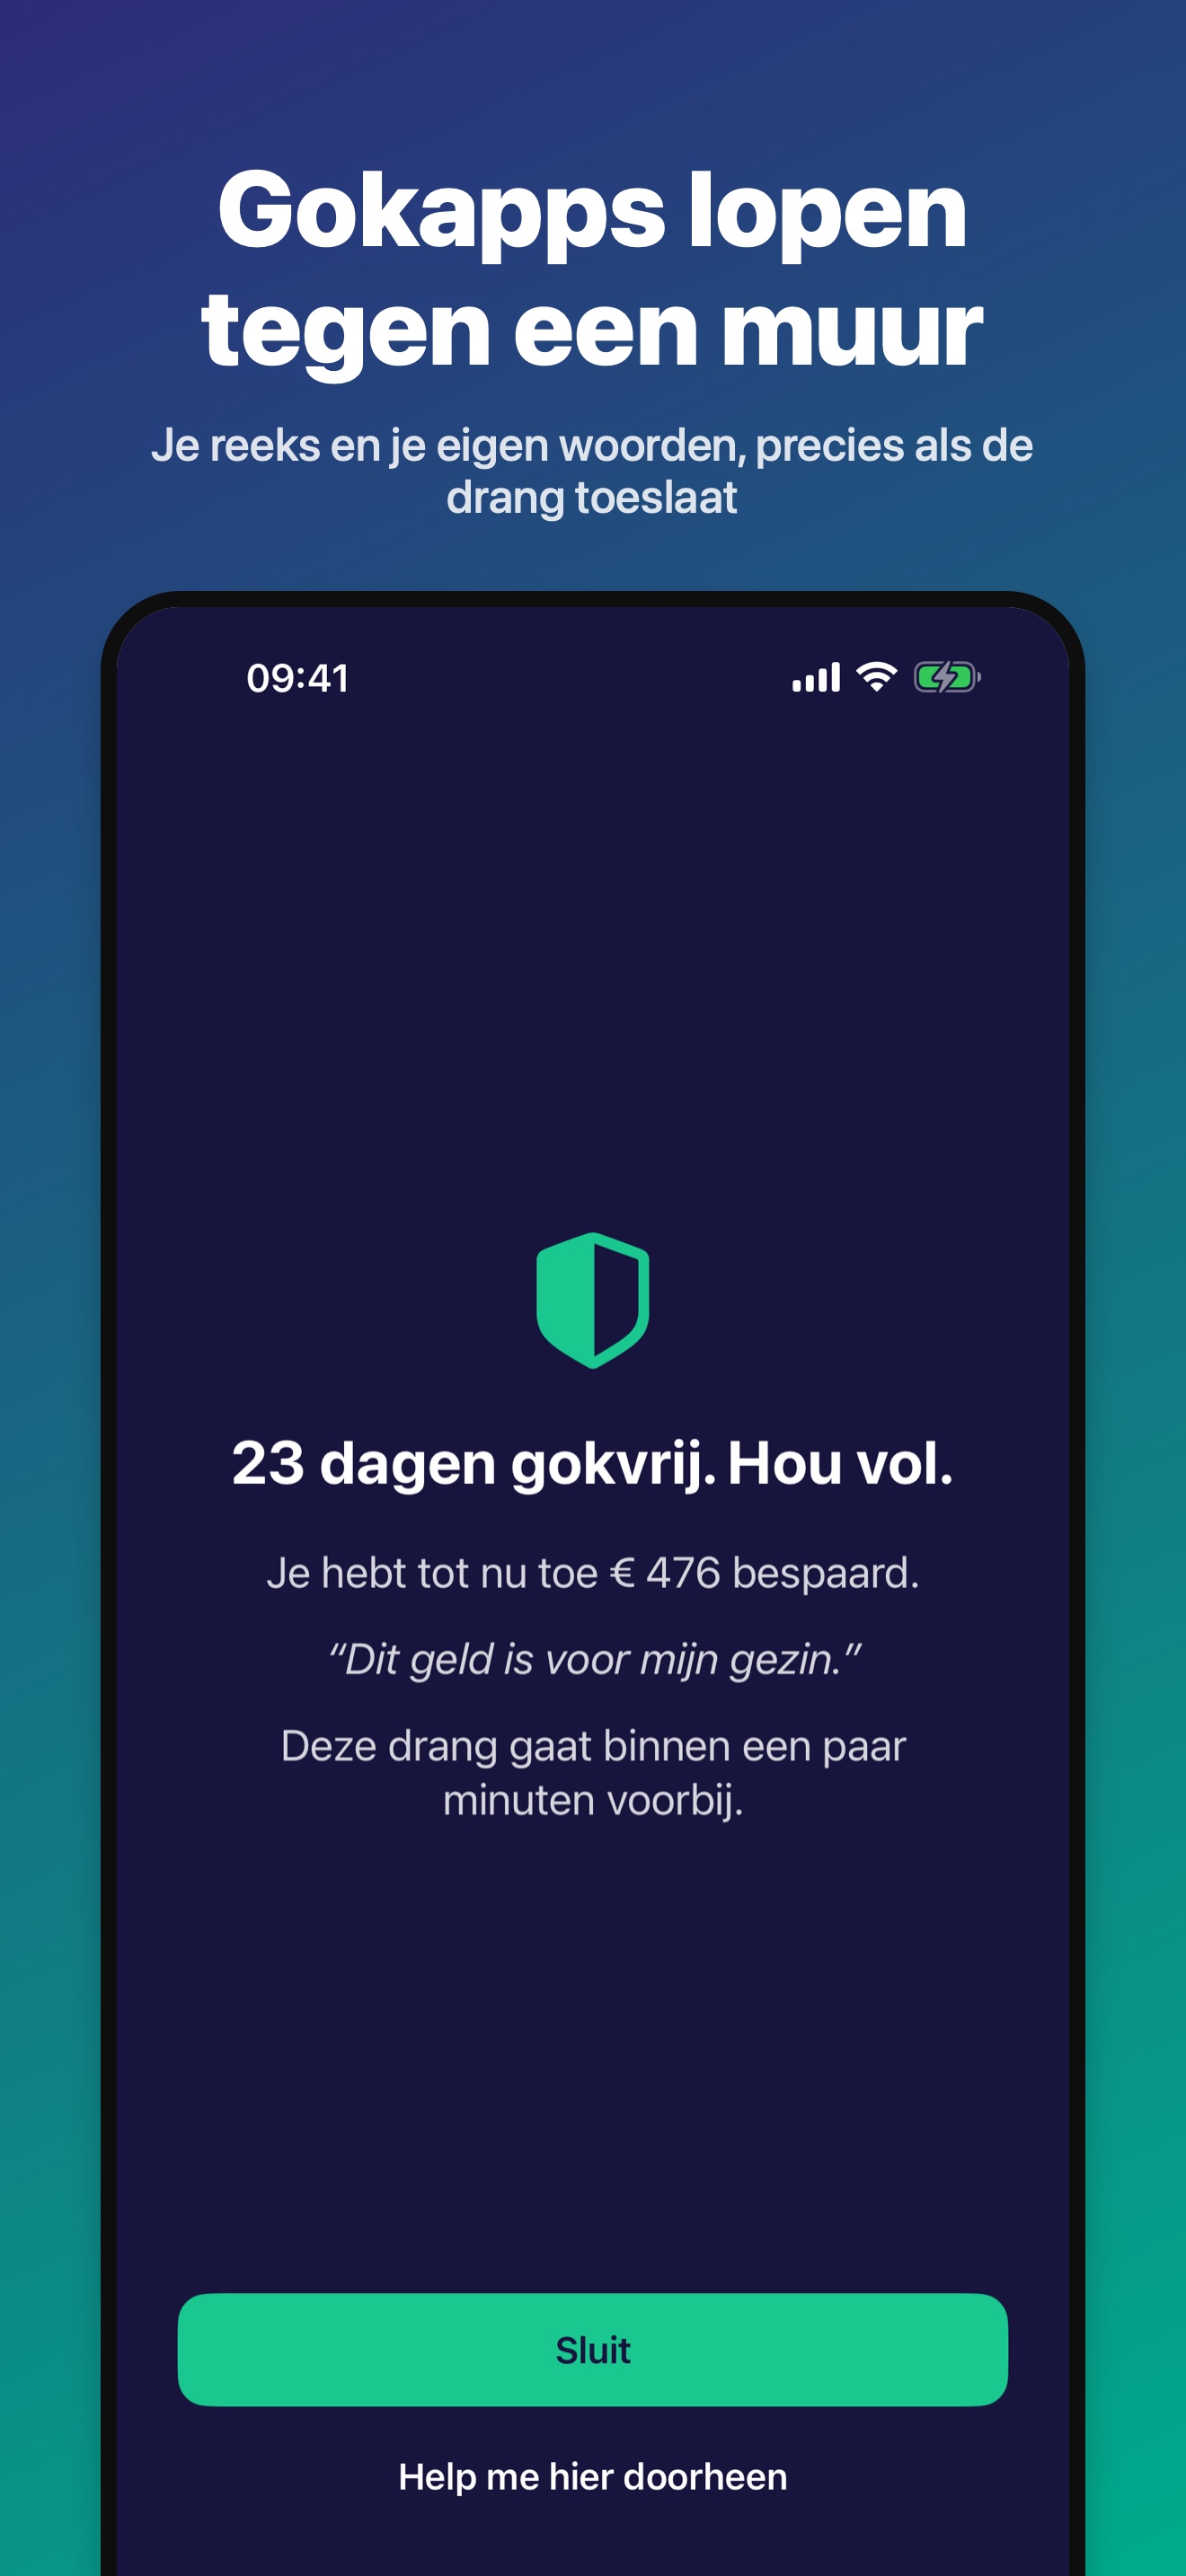 Gokapps lopen
tegen een muur
Je reeks en je eigen woorden, precies als de
drang toeslaat
09:41
23 dagen gokvrij. Hou vol.
Je hebt tot nu toe € 476 bespaard.
“Dit geld is voor mijn gezin.”
Deze drang gaat binnen een paar
minuten voorbij.
Sluit
Help me hier doorheen